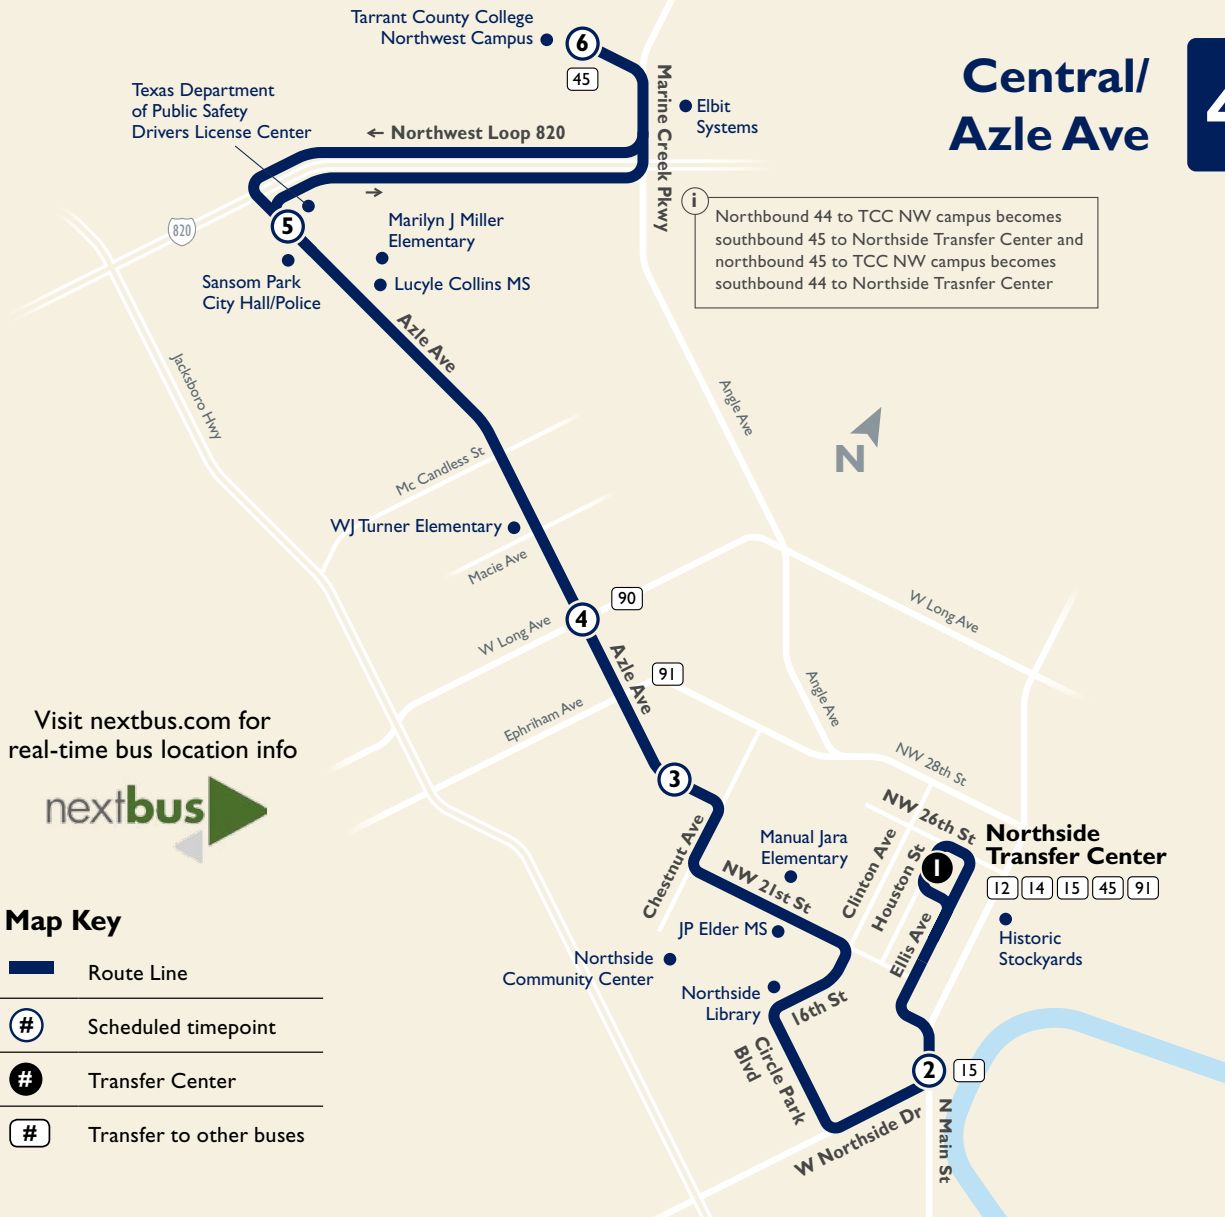 Tarrant County College
Northwest Campus
6
45
Central/
Azle Ave
4
Texas Department
of Public Safety
Drivers License Center
← Northwest Loop 820
→
Marine Creek Pkwy
Elbit
Systems
i
Northbound 44 to TCC NW campus becomes
southbound 45 to Northside Transfer Center and
northbound 45 to TCC NW campus becomes
southbound 44 to Northside Trasnfer Center
820
5
Marilyn J Miller
Elementary
Lucyle Collins MS
Sansom Park
City Hall/Police
Azle Ave
Jacksboro Hwy
Angle Ave
N
Mc Candless St
WJ Turner Elementary
Macie Ave
90
4
W Long Ave
W Long Ave
Azle Ave
91
Angle Ave
Ephriham Ave
Visit nextbus.com for
real-time bus location info
nextbus
3
NW 28th St
NW 26th St
Chestnut Ave
Manual Jara
Elementary
Clinton Ave
Houston St
1
Northside
Transfer Center
12 14 15 45 91
NW 21st St
Historic
Stockyards
JP Elder MS
Ellis Ave
Northside
Community Center
Northside
Library
16th St
Circle Park
Blvd
2
15
W Northside Dr
N Main St
Map Key
Route Line
# Scheduled timepoint
# Transfer Center
# Transfer to other buses